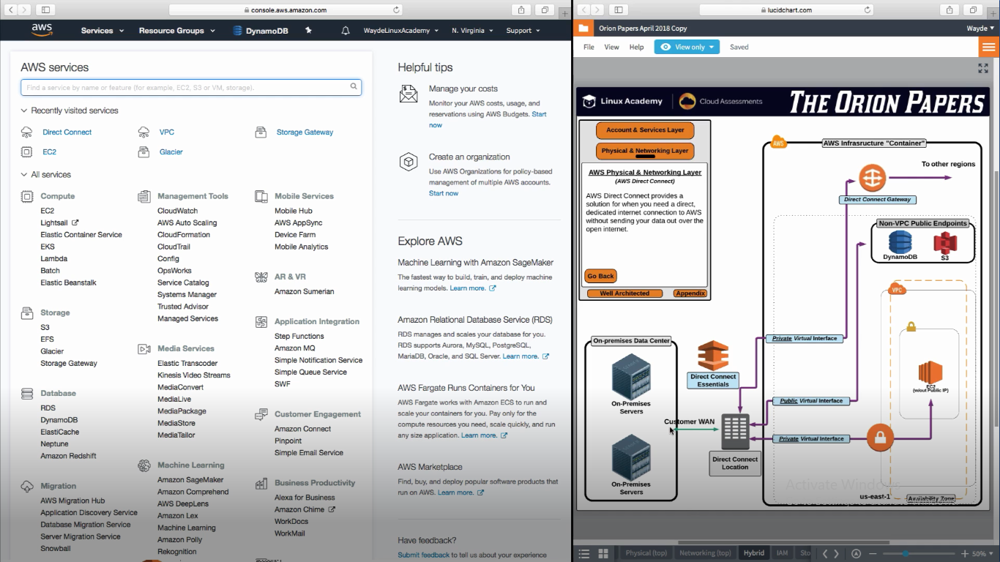 console.aws.amazon.com
aws
Services
Resource Groups
DynamoDB
WaydeLinuxAcademy
N. Virginia
Support
AWS services
Find a service by name or feature (for example, EC2, S3 or VM, storage).
Recently visited services
Direct Connect
VPC
Storage Gateway
EC2
Glacier
All services
Compute
EC2
Lightsail
Elastic Container Service
EKS
Lambda
Batch
Elastic Beanstalk
Storage
S3
EFS
Glacier
Storage Gateway
Database
RDS
DynamoDB
ElastiCache
Neptune
Amazon Redshift
Migration
AWS Migration Hub
Application Discovery Service
Database Migration Service
Server Migration Service
Snowball
Management Tools
CloudWatch
AWS Auto Scaling
CloudFormation
CloudTrail
Config
OpsWorks
Service Catalog
Systems Manager
Trusted Advisor
Managed Services
Media Services
Elastic Transcoder
Kinesis Video Streams
MediaConvert
MediaLive
MediaPackage
MediaStore
MediaTailor
Machine Learning
Amazon SageMaker
Amazon Comprehend
AWS DeepLens
Amazon Lex
Machine Learning
Amazon Polly
Rekognition
Mobile Services
Mobile Hub
AWS AppSync
Device Farm
Mobile Analytics
AR & VR
Amazon Sumerian
Application Integration
Step Functions
Amazon MQ
Simple Notification Service
Simple Queue Service
SWF
Customer Engagement
Amazon Connect
Pinpoint
Simple Email Service
Business Productivity
Alexa for Business
Amazon Chime
WorkDocs
WorkMail
Helpful tips
Manage your costs
Monitor your AWS costs, usage, and
reservations using AWS Budgets. Start
now
Create an organization
Use AWS Organizations for policy-based
management of multiple AWS accounts.
Start now
Explore AWS
Machine Learning with Amazon SageMaker
The fastest way to build, train, and deploy machine
learning models. Learn more.
Amazon Relational Database Service (RDS)
RDS manages and scales your database for you.
RDS supports Aurora, MySQL, PostgreSQL,
MariaDB, Oracle, and SQL Server. Learn more.
AWS Fargate Runs Containers for You
AWS Fargate works with Amazon ECS to run and
scale your containers for you. Pay only for the
compute resources you need, scale quickly, and run
any size application. Learn more.
AWS Marketplace
Find, buy, and deploy popular software products that
run on AWS. Learn more.
Have feedback?
Submit feedback to tell us about your experience
lucidchart.com
Orion Papers April 2018 Copy
Wayde
File
View
Help
View only
Saved
Linux Academy
Cloud Assessments
THE ORION PAPERS
Account & Services Layer
Physical & Networking Layer
AWS Physical & Networking Layer
(AWS Direct Connect)
AWS Direct Connect provides a
solution for when you need a direct,
dedicated internet connection to AWS
without sending your data out over the
open internet.
Go Back
Well Architected
Appendix
AWS
AWS Infrasructure "Container"
To other regions
Direct Connect Gateway
Non-VPC Public Endpoints
DynamoDB
S3
VPC
On-premises Data Center
On-Premises
Servers
On-Premises
Servers
Direct Connect
Essentials
Customer WAN
Direct Connect
Location
Private Virtual Interface
Public Virtual Interface
Private Virtual Interface
EC2
(w/out Public IP)
us-east-1
Availability Zone
Activate Windows
Physical (top)
Networking (top)
Hybrid
IAM
Sto
50%